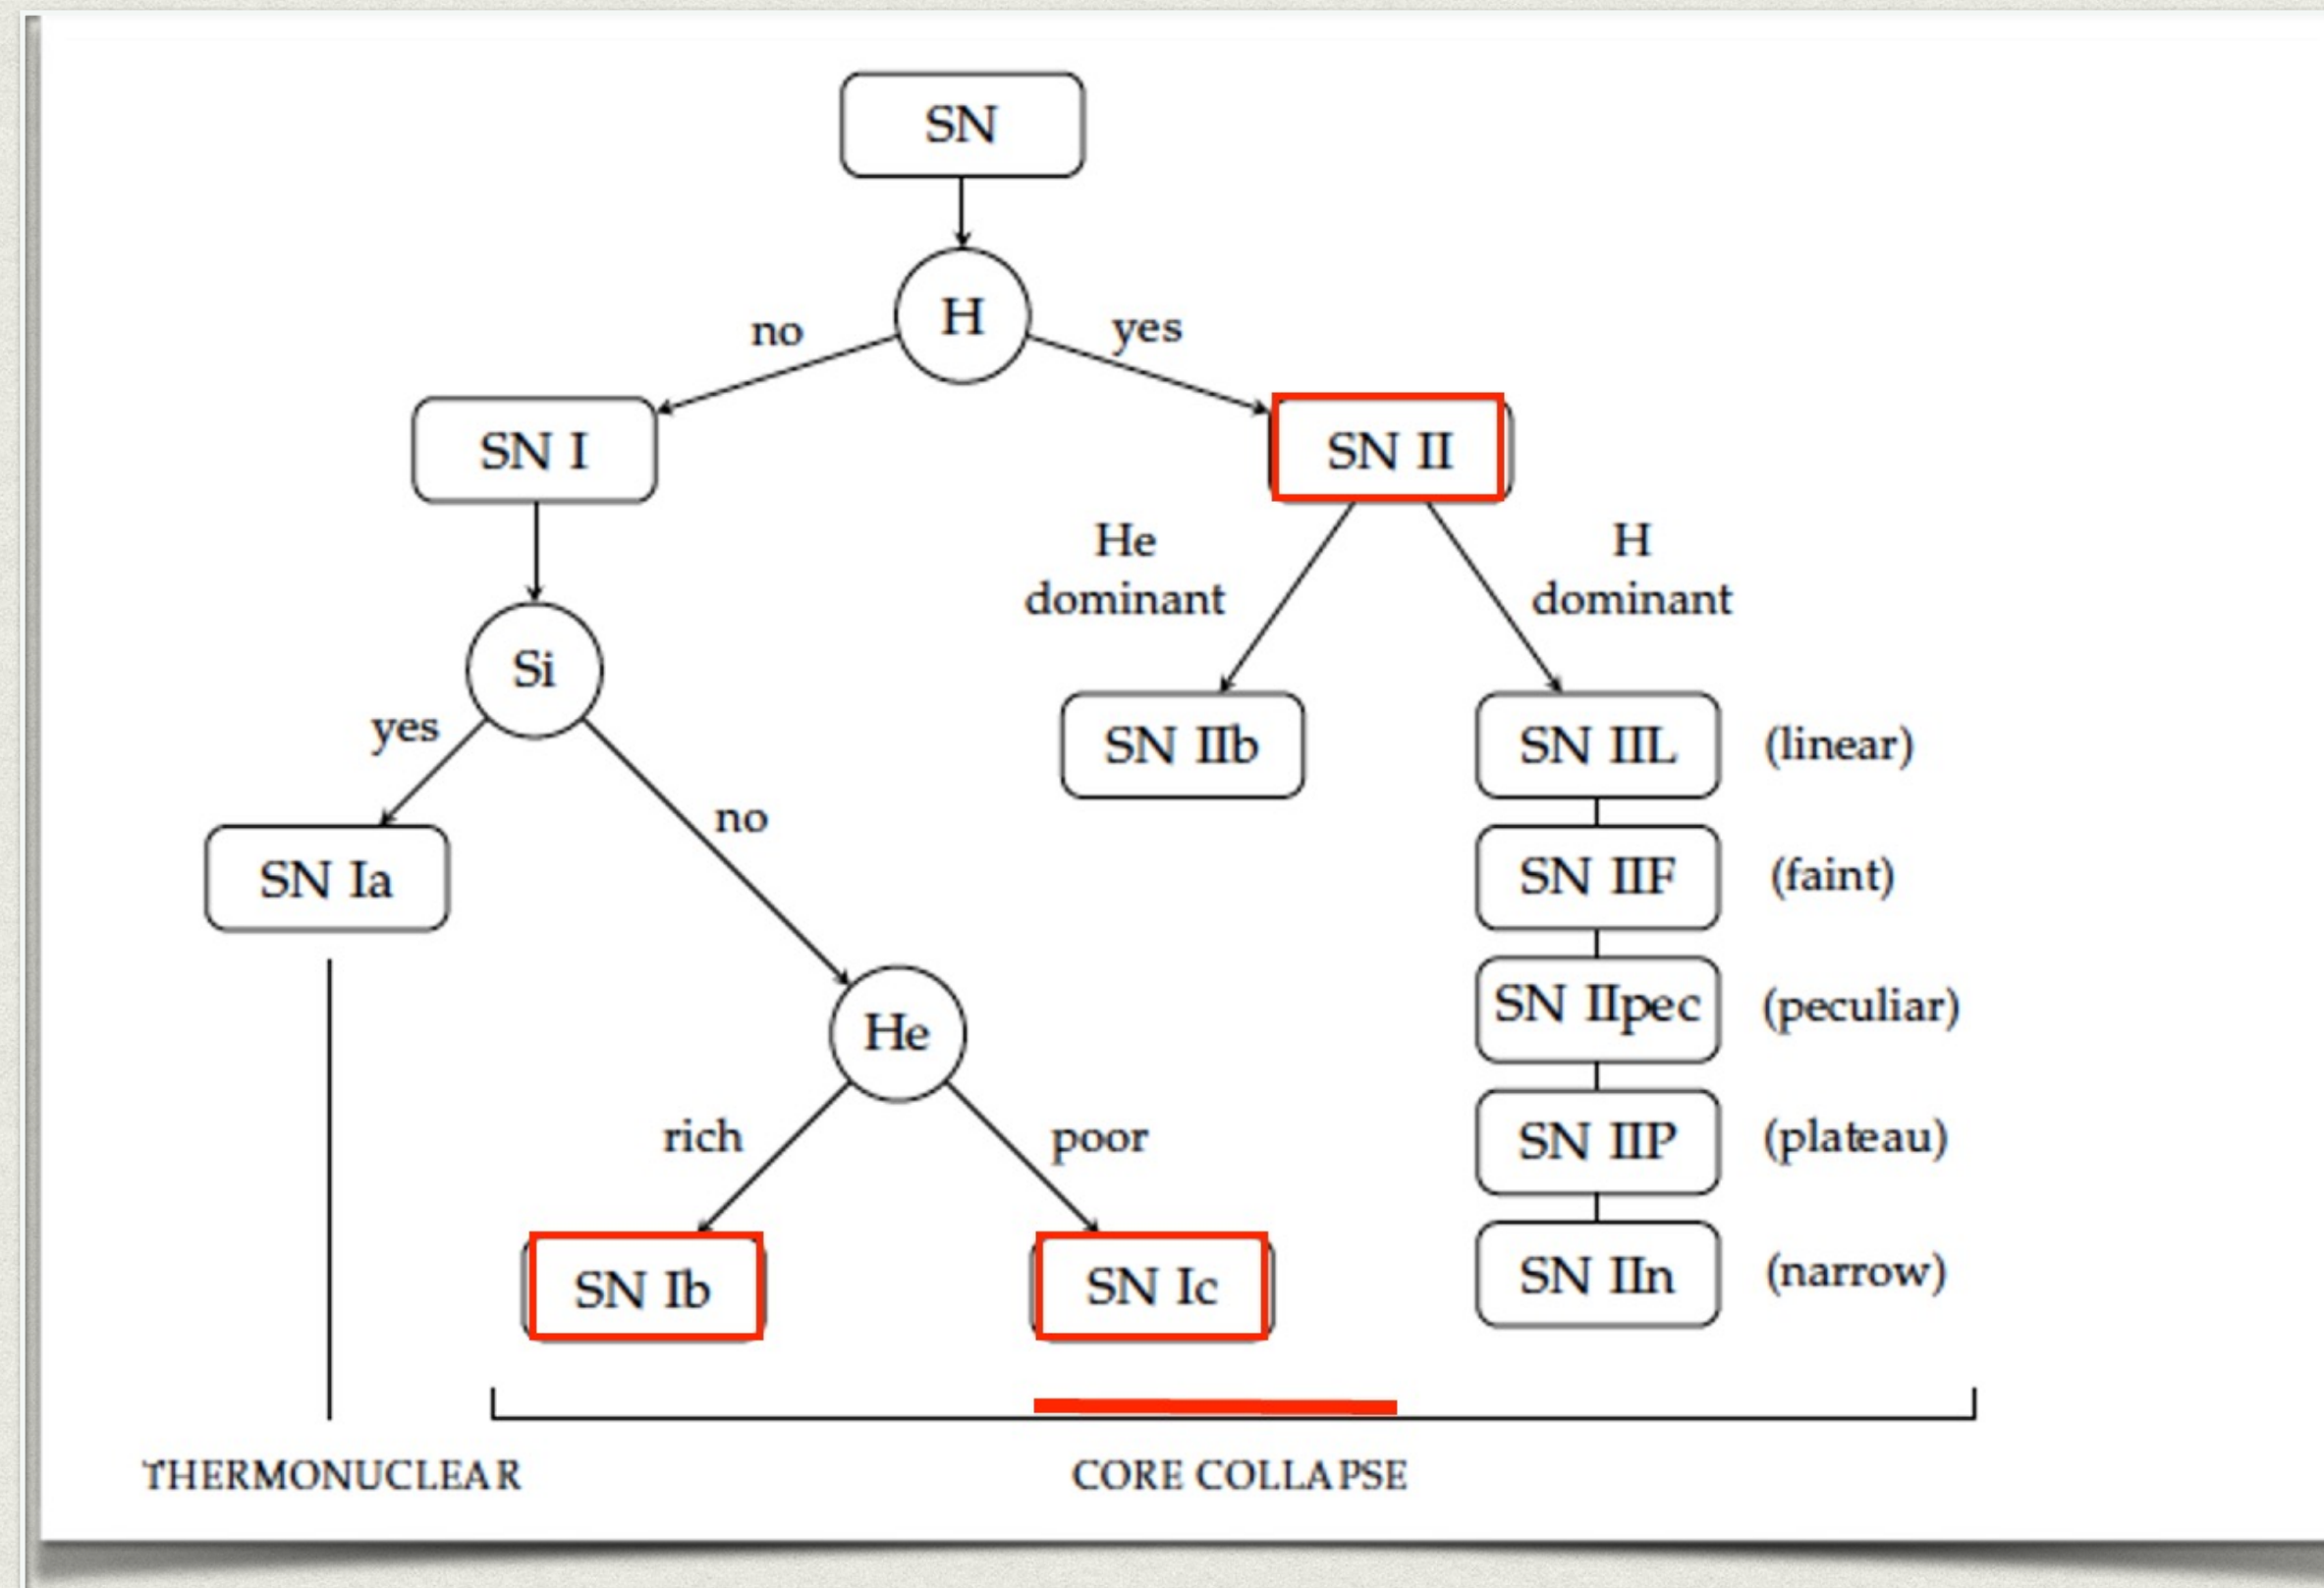 SN
H
no
yes
SN I
SN II
He
dominant
H
dominant
Si
yes
no
SN IIb
SN IIL (linear)
SN Ia
SN IIF (faint)
He
SN IIpec (peculiar)
rich
poor
SN IIP (plateau)
SN Ib
SN Ic
SN IIn (narrow)
THERMONUCLEAR
CORE COLLAPSE